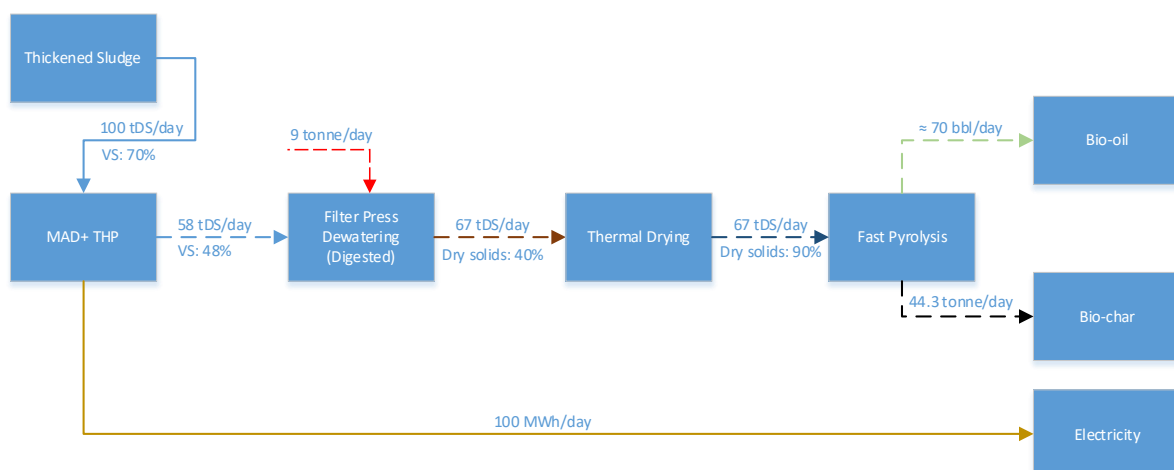 Thickened Sludge
100 tDS/day
VS: 70%
MAD+ THP
58 tDS/day
VS: 48%
9 tonne/day
Filter Press
Dewatering
(Digested)
67 tDS/day
Dry solids: 40%
Thermal Drying
67 tDS/day
Dry solids: 90%
Fast Pyrolysis
≈ 70 bbl/day
Bio-oil
44.3 tonne/day
Bio-char
100 MWh/day
Electricity